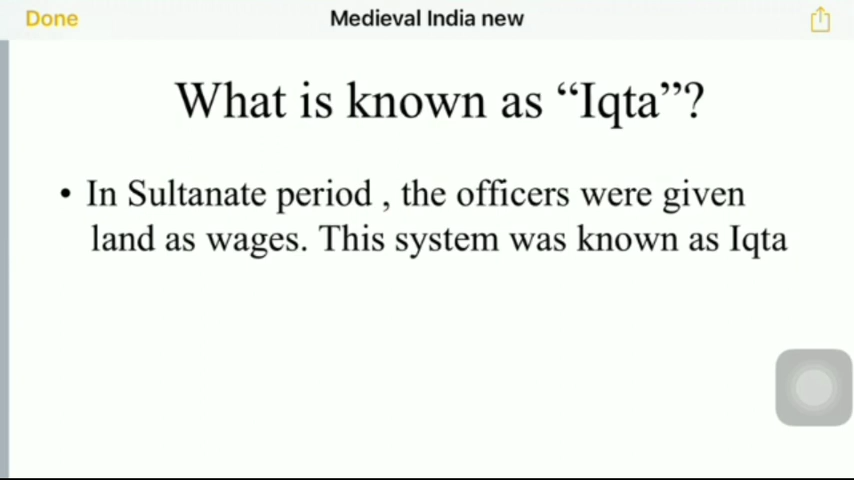 Done
Medieval India new
What is known as “Iqta”?
• In Sultanate period , the officers were given
land as wages. This system was known as Iqta